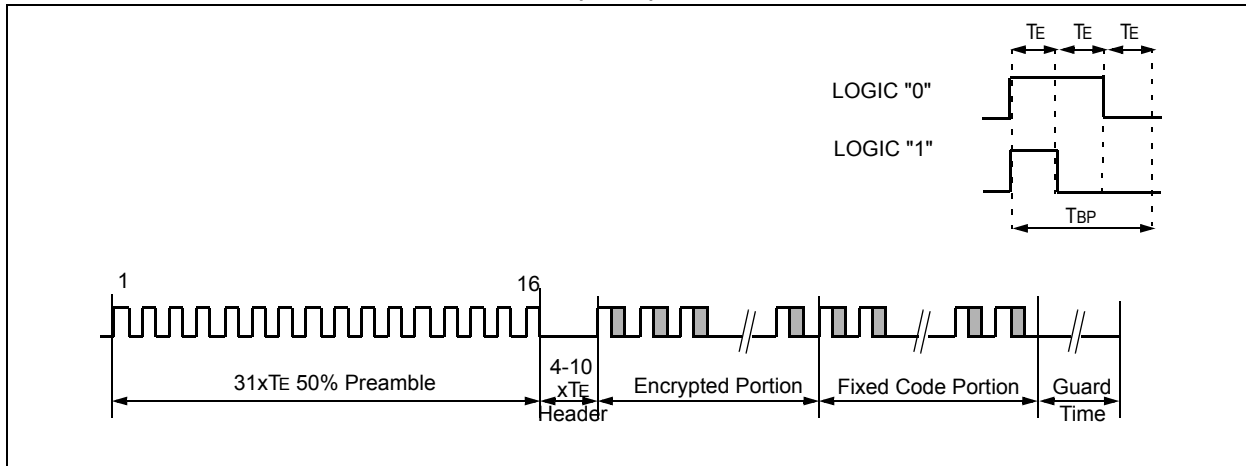 TE TE TE
LOGIC "0"
LOGIC "1"
TBP
1
16
31xTE 50% Preamble
4-10
xTE
Header
Encrypted Portion
Fixed Code Portion
Guard
Time